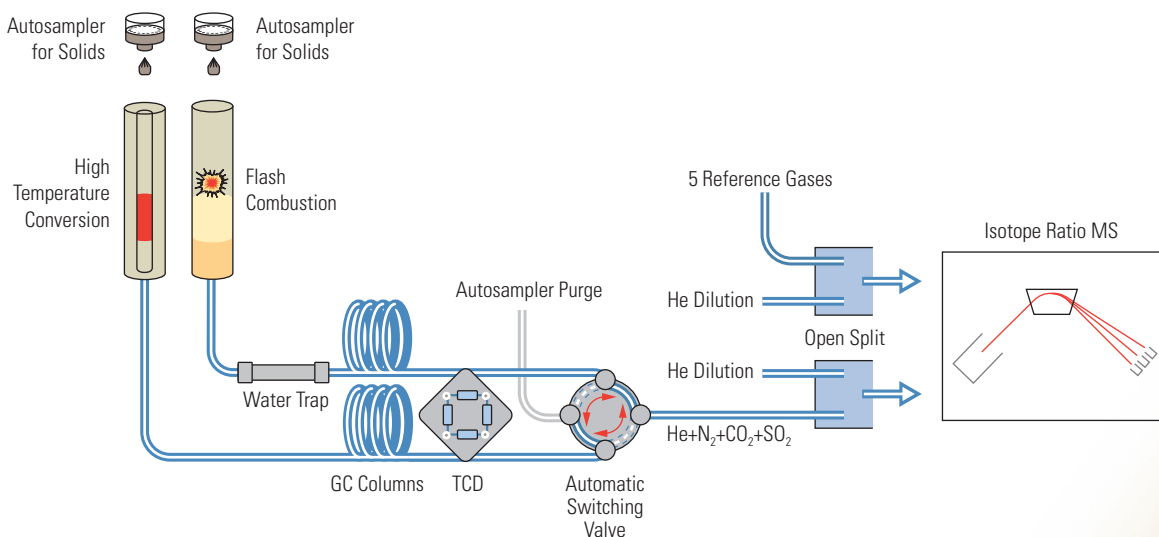 Autosampler
for Solids
Autosampler
for Solids
High
Temperature
Conversion
Flash
Combustion
5 Reference Gases
Isotope Ratio MS
Autosampler Purge
He Dilution
Open Split
He Dilution
Water Trap
He+N₂+CO₂+SO₂
GC Columns
TCD
Automatic
Switching
Valve